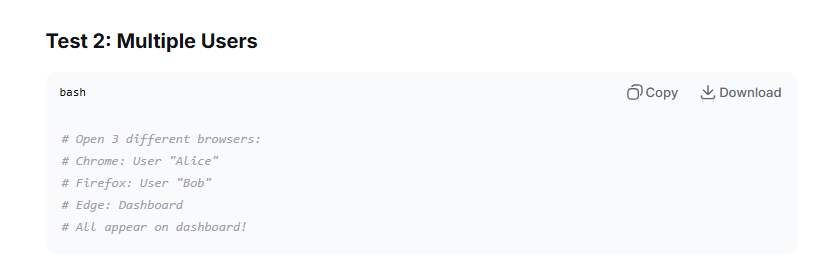 Test 2: Multiple Users
bash
Copy
Download
# Open 3 different browsers:
# Chrome: User "Alice"
# Firefox: User "Bob"
# Edge: Dashboard
# All appear on dashboard!